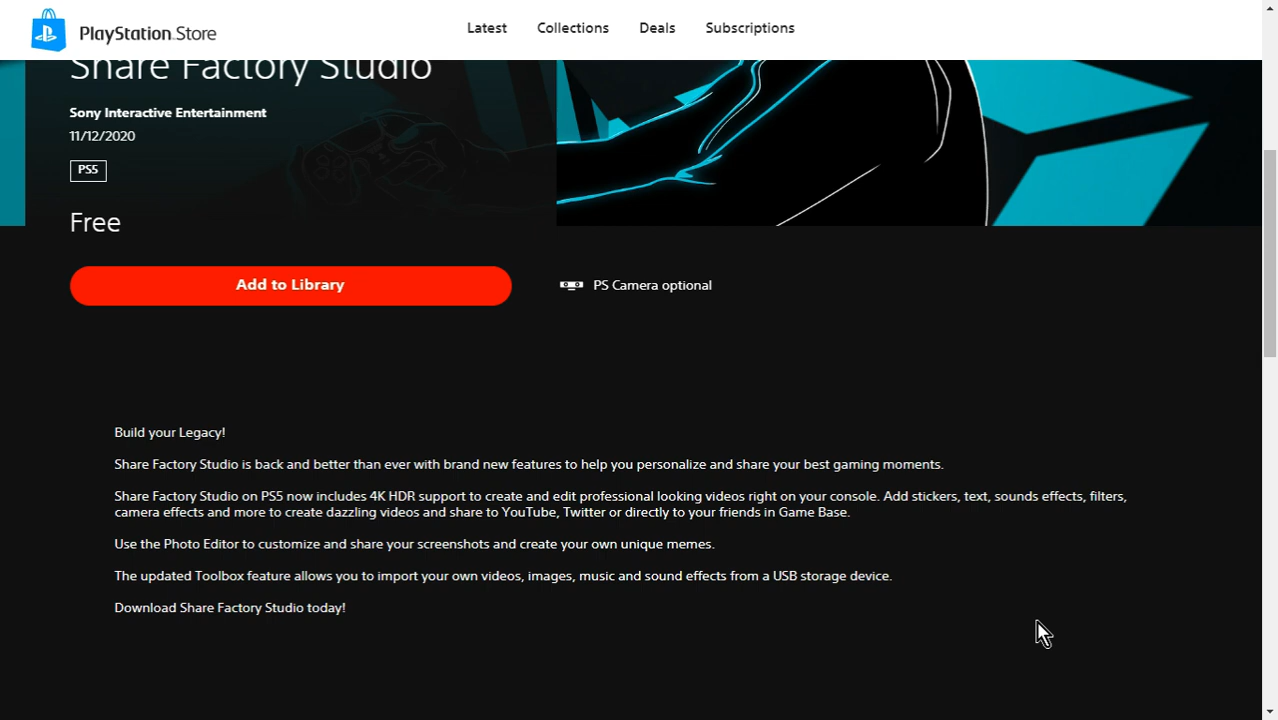 PlayStation Store
Latest
Collections
Deals
Subscriptions
Share Factory Studio
Sony Interactive Entertainment
11/12/2020
PS5
Free
Add to Library
PS Camera optional
Build your Legacy!
Share Factory Studio is back and better than ever with brand new features to help you personalize and share your best gaming moments.
Share Factory Studio on PS5 now includes 4K HDR support to create and edit professional looking videos right on your console. Add stickers, text, sounds effects, filters,
camera effects and more to create dazzling videos and share to YouTube, Twitter or directly to your friends in Game Base.
Use the Photo Editor to customize and share your screenshots and create your own unique memes.
The updated Toolbox feature allows you to import your own videos, images, music and sound effects from a USB storage device.
Download Share Factory Studio today!